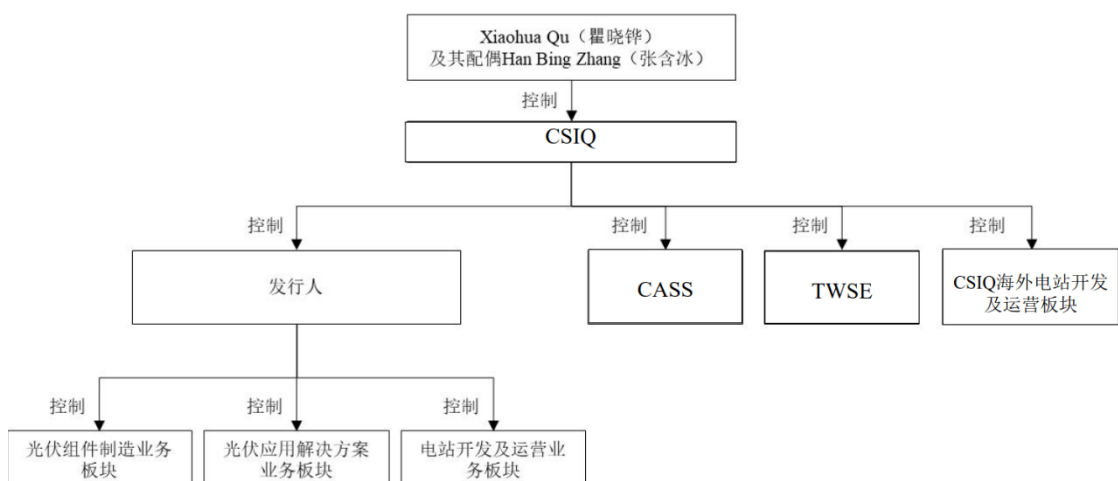 Xiaohua Qu（瞿晓铧）
及其配偶Han Bing Zhang（张含冰）
控制
CSIQ
控制
控制
控制
控制
发行人
CASS
TWSE
CSIQ海外电站开发
及运营板块
控制
控制
控制
光伏组件制造业务
板块
光伏应用解决方案
业务板块
电站开发及运营业
务板块